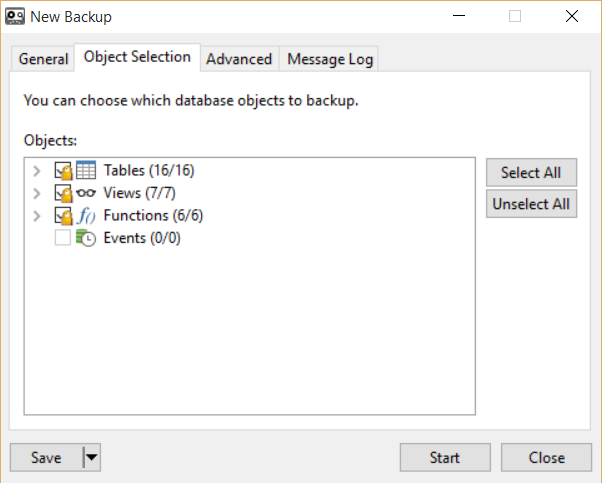 New Backup
General Object Selection Advanced Message Log
You can choose which database objects to backup.
Objects:
Tables (16/16)
Views (7/7)
f() Functions (6/6)
Events (0/0)
Select All
Unselect All
Save Start Close